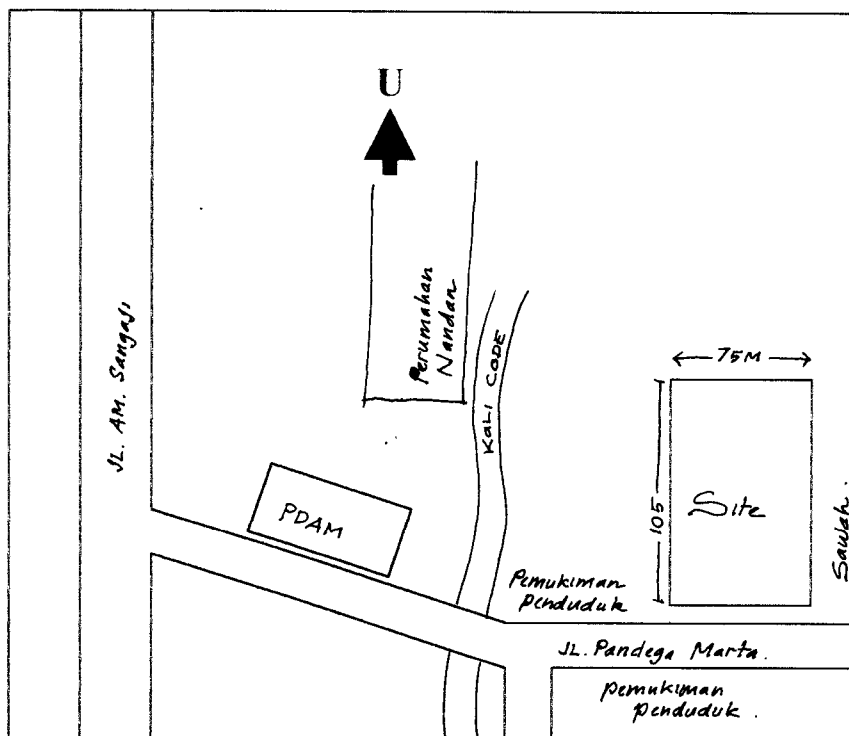 U
JL. AM. Sangaji
Perumahan
Nandan
KALI CODE
75M
105
Site
Sawah.
PDAM
Pemukiman
Penduduk
JL. Pandega Marta.
Pemukiman
Penduduk.